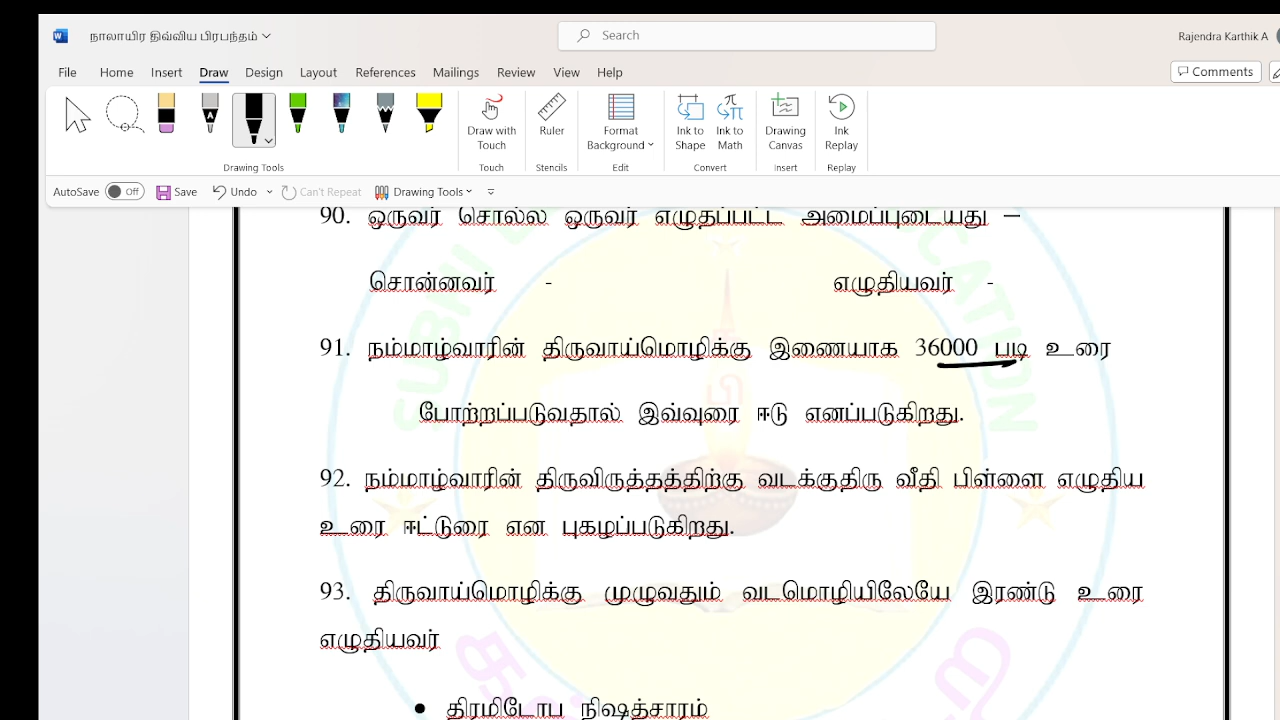 நாலாயிர திவ்விய பிரபந்தம்
Search
Rajendra Karthik A
File Home Insert Draw Design Layout References Mailings Review View Help
Comments
Draw with Touch
Ruler
Format Background
Ink to Shape
Ink to Math
Drawing Canvas
Ink Replay
Drawing Tools Touch Stencils Edit Convert Insert Replay
AutoSave Off Save Undo Can't Repeat Drawing Tools
90. ஒருவர் சொல்ல ஒருவர் எழுதப்பட்ட அமைப்புடையது –
சொன்னவர் - எழுதியவர் -
91. நம்மாழ்வாரின் திருவாய்மொழிக்கு இணையாக 36000 படி உரை
போற்றப்படுவதால் இவ்வுரை ஈடு எனப்படுகிறது.
92. நம்மாழ்வாரின் திருவிருத்தத்திற்கு வடக்குதிரு வீதி பிள்ளை எழுதிய
உரை ஈட்டுரை என புகழப்படுகிறது.
93. திருவாய்மொழிக்கு முழுவதும் வடமொழியிலேயே இரண்டு உரை
எழுதியவர்
• திரமிடோப நிஷத்சாரம்